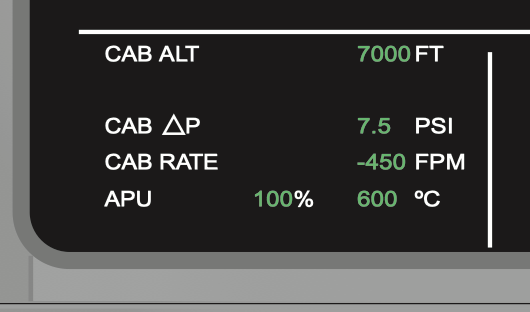 CAB ALT 7000 FT
CAB △P 7.5 PSI
CAB RATE -450 FPM
APU 100% 600 ºC